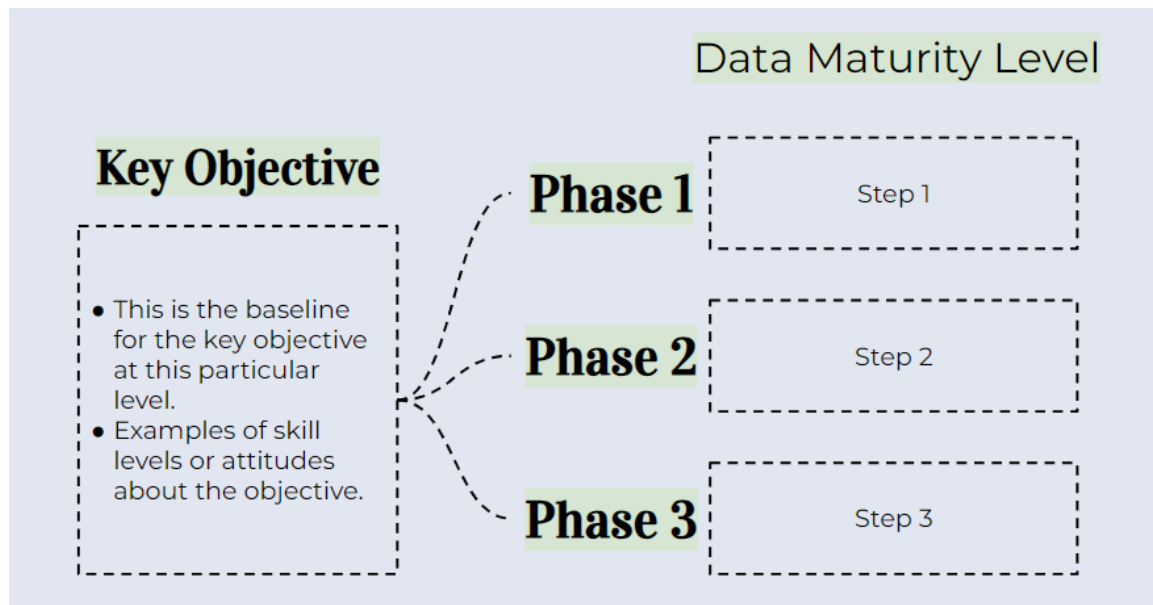 Data Maturity Level
Key Objective
● This is the baseline
for the key objective
at this particular
level.
● Examples of skill
levels or attitudes
about the objective.
Phase 1
Step 1
Phase 2
Step 2
Phase 3
Step 3